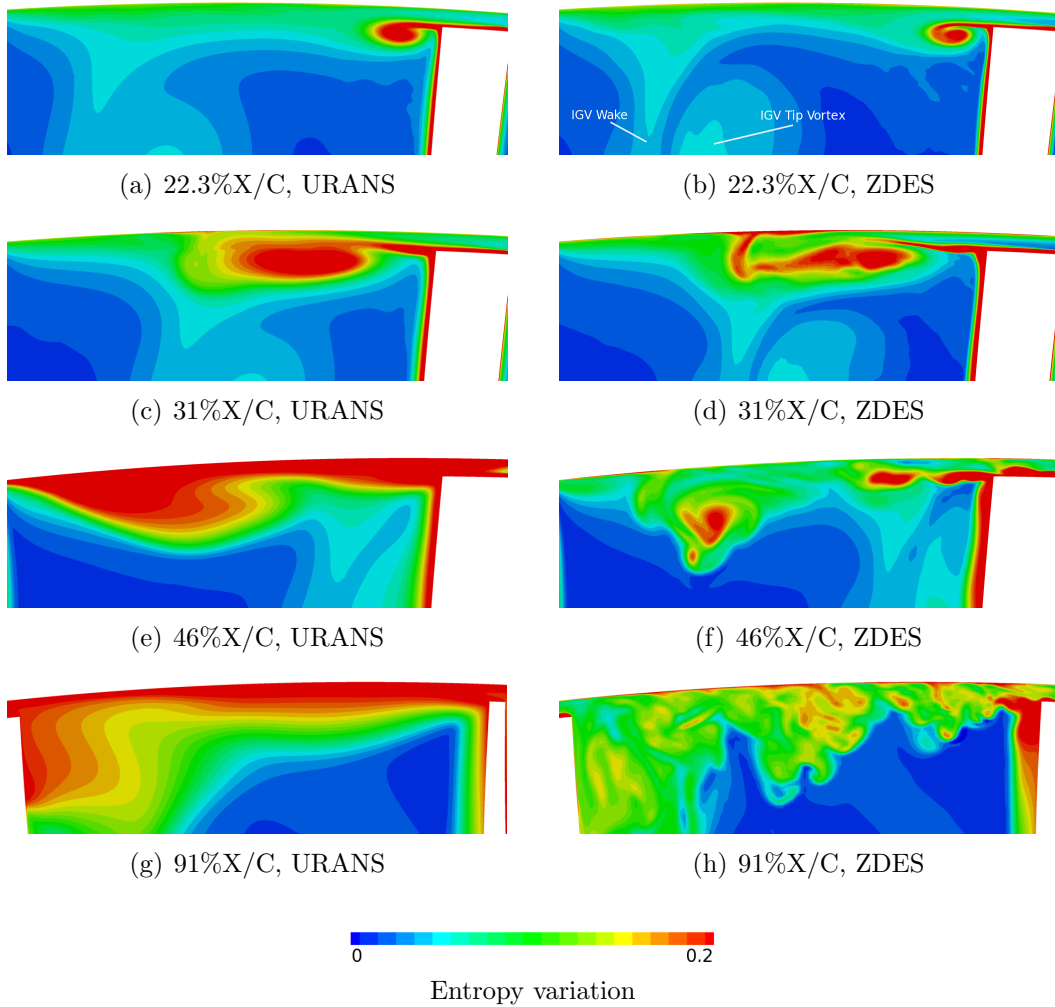 IGV Wake
IGV Tip Vortex
(a) 22.3%X/C, URANS
(b) 22.3%X/C, ZDES
(c) 31%X/C, URANS
(d) 31%X/C, ZDES
(e) 46%X/C, URANS
(f) 46%X/C, ZDES
(g) 91%X/C, URANS
(h) 91%X/C, ZDES
0
0.2
Entropy variation